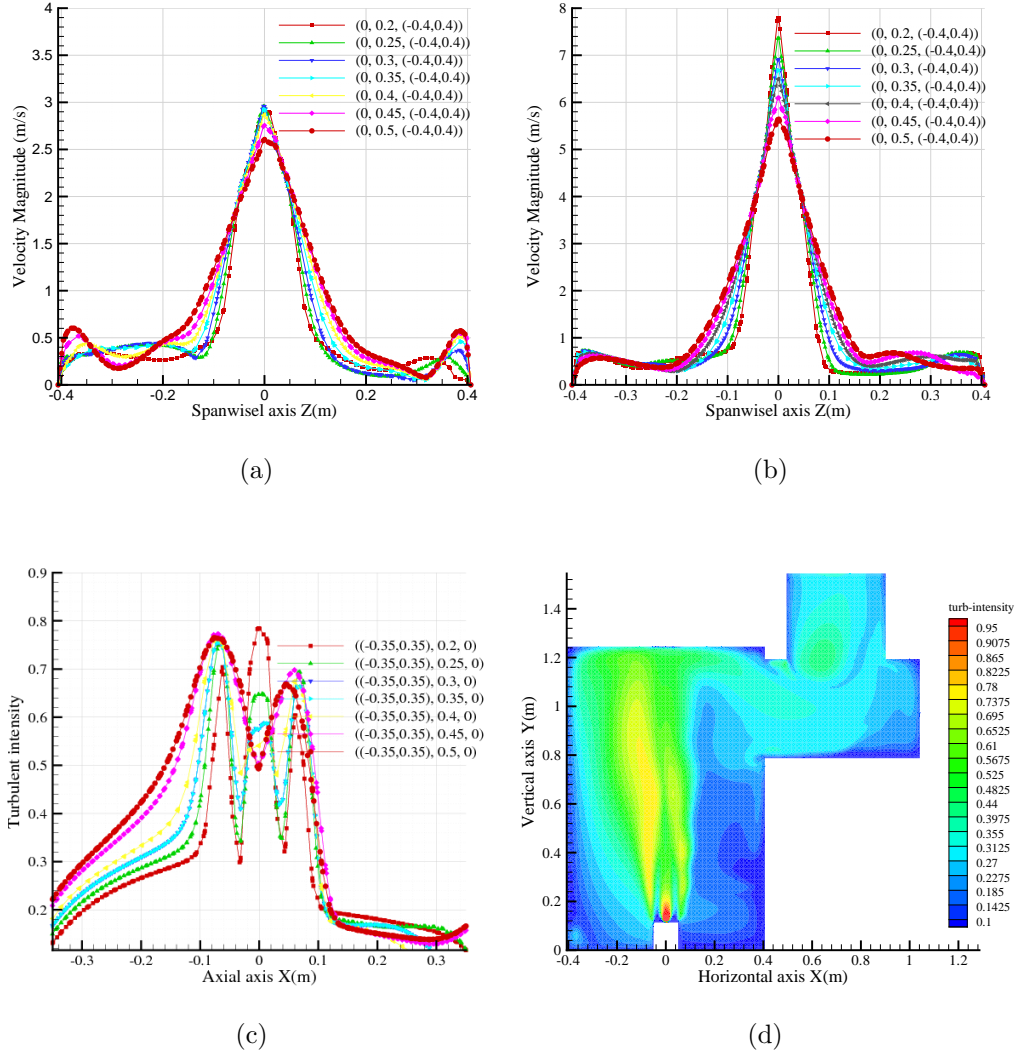 4
3.5
3
2.5
2
1.5
1
0.5
0
Velocity Magnitude (m/s)
(0, 0.2, (-0.4,0.4))
(0, 0.25, (-0.4,0.4))
(0, 0.3, (-0.4,0.4))
(0, 0.35, (-0.4,0.4))
(0, 0.4, (-0.4,0.4))
(0, 0.45, (-0.4,0.4))
(0, 0.5, (-0.4,0.4))
-0.4 -0.2 0 0.2 0.4
Spanwisel axis Z(m)
(a)
8
7
6
5
4
3
2
1
0
Velocity Magnitude (m/s)
(0, 0.2, (-0.4,0.4))
(0, 0.25, (-0.4,0.4))
(0, 0.3, (-0.4,0.4))
(0, 0.35, (-0.4,0.4))
(0, 0.4, (-0.4,0.4))
(0, 0.45, (-0.4,0.4))
(0, 0.5, (-0.4,0.4))
-0.4 -0.3 -0.2 -0.1 0 0.1 0.2 0.3 0.4
Spanwisel axis Z(m)
(b)
0.9
0.8
0.7
0.6
0.5
0.4
0.3
0.2
Turbulent intensity
((-0.35,0.35), 0.2, 0)
((-0.35,0.35), 0.25, 0)
((-0.35,0.35), 0.3, 0)
((-0.35,0.35), 0.35, 0)
((-0.35,0.35), 0.4, 0)
((-0.35,0.35), 0.45, 0)
((-0.35,0.35), 0.5, 0)
-0.3 -0.2 -0.1 0 0.1 0.2 0.3
Axial axis X(m)
(c)
1.4
1.2
1
0.8
0.6
0.4
0.2
0
Vertical axis Y(m)
-0.4 -0.2 0 0.2 0.4 0.6 0.8 1 1.2
Horizontal axis X(m)
turb-intensity
0.95
0.9075
0.865
0.8225
0.78
0.7375
0.695
0.6525
0.61
0.5675
0.525
0.4825
0.44
0.3975
0.355
0.3125
0.27
0.2275
0.185
0.1425
0.1
(d)